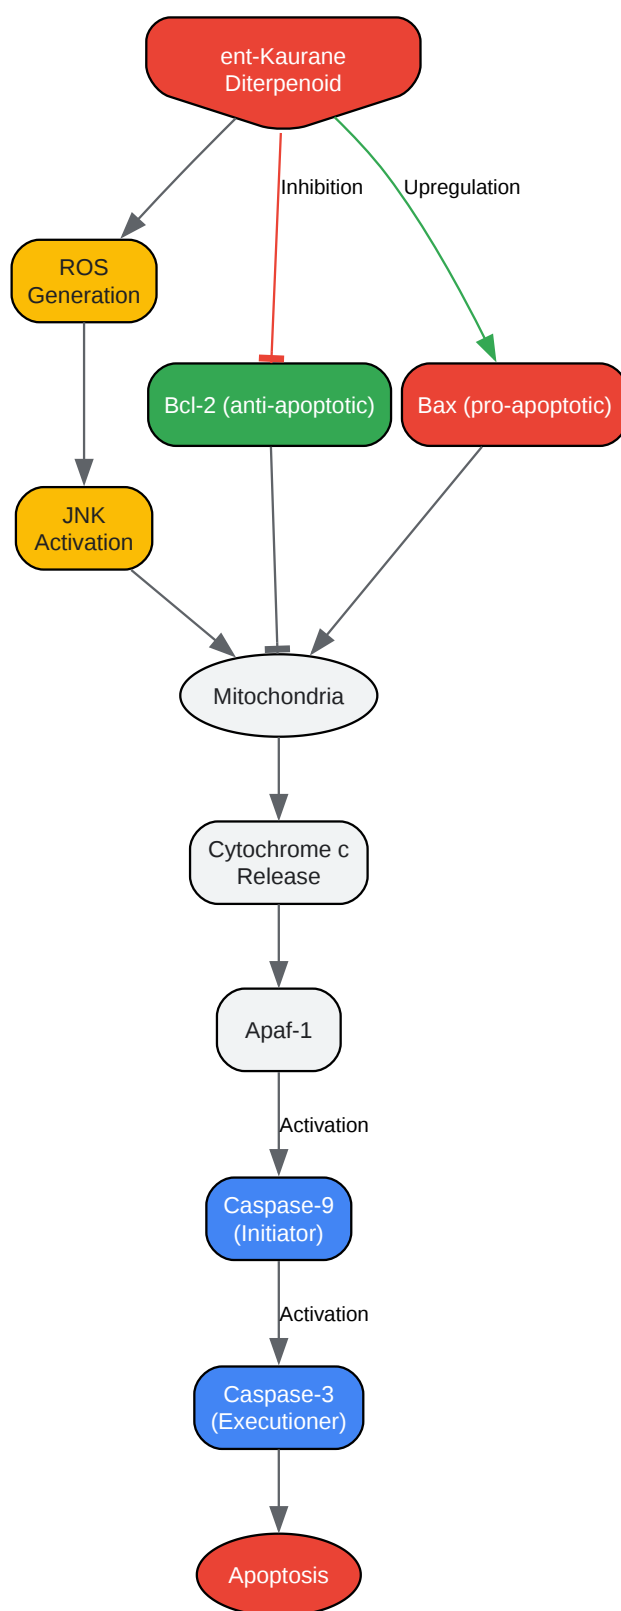 ent-Kaurane
Diterpenoid
Inhibition
Upregulation
ROS
Generation
Bcl-2 (anti-apoptotic)
Bax (pro-apoptotic)
JNK
Activation
Mitochondria
Cytochrome c
Release
Apaf-1
Activation
Caspase-9
(Initiator)
Activation
Caspase-3
(Executioner)
Apoptosis